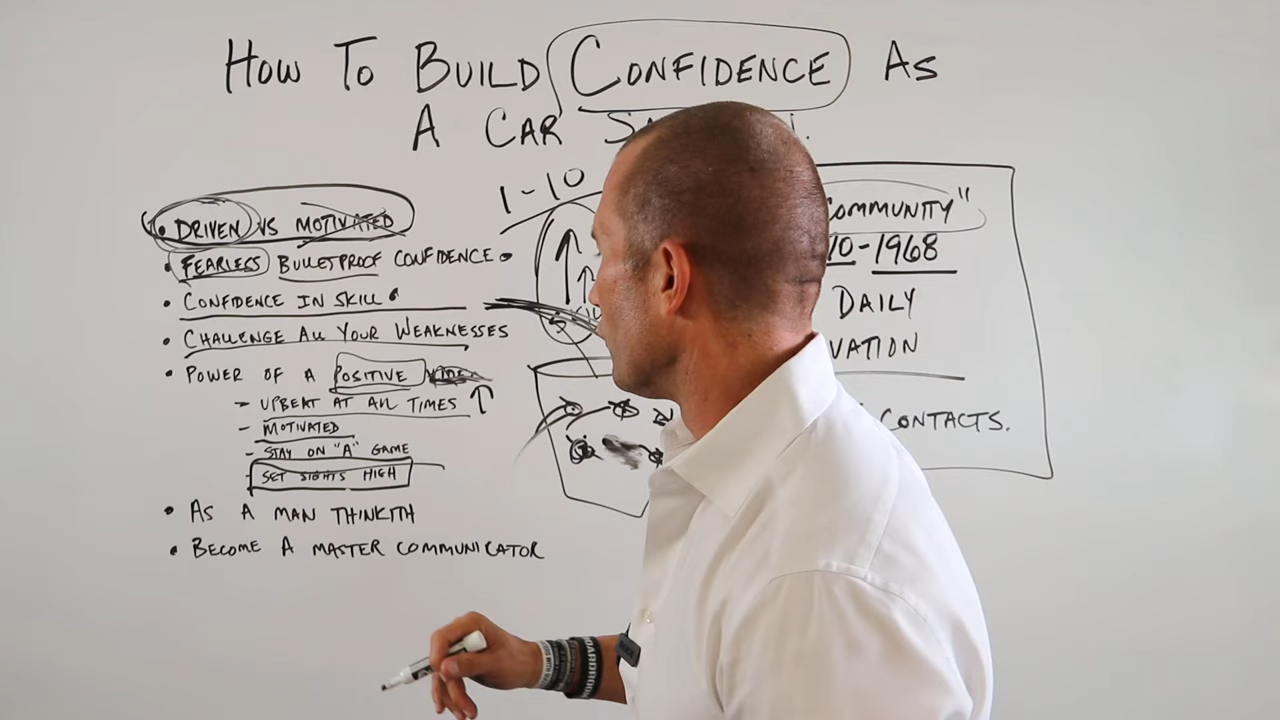 HOW TO BUILD CONFIDENCE AS
A CAR
1-10
• DRIVEN VS MOTIVATED
• FEARLESS BULLETPROOF CONFIDENCE
• CONFIDENCE IN SKILL
• CHALLENGE ALL YOUR WEAKNESSES
• POWER OF A POSITIVE
- UPBEAT AT ALL TIMES
- MOTIVATED
- STAY ON "A" GAME
SET SIGHTS HIGH
• AS A MAN THINKITH
• BECOME A MASTER COMMUNICATOR
COMMUNITY"
10-1968
DAILY
VATION
CONTACTS.
BOARDROOM